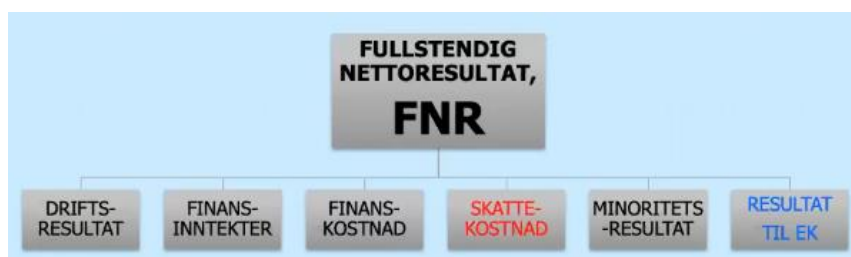 FULLSTENDIG
NETTORESULTAT,
FNR
DRIFTS-
RESULTAT
FINANS-
INNTEKTER
FINANS-
KOSTNAD
SKATTE-
KOSTNAD
MINORITETS
-RESULTAT
RESULTAT
TIL EK